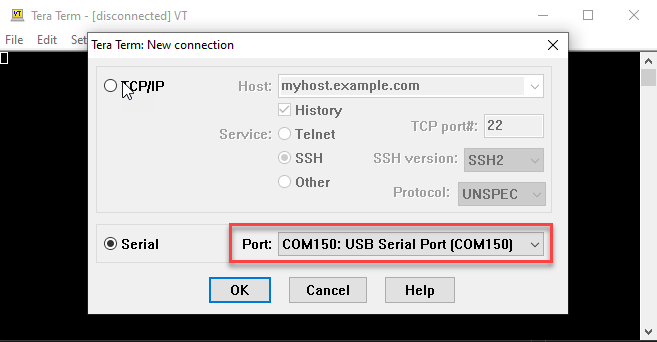 VT Tera Term - [disconnected] VT
File Edit Set
Tera Term: New connection
TCP/IP Host: myhost.example.com
History
Service: Telnet TCP port#: 22
SSH SSH version: SSH2
Other Protocol: UNSPEC
Serial Port: COM150: USB Serial Port (COM150)
OK Cancel Help